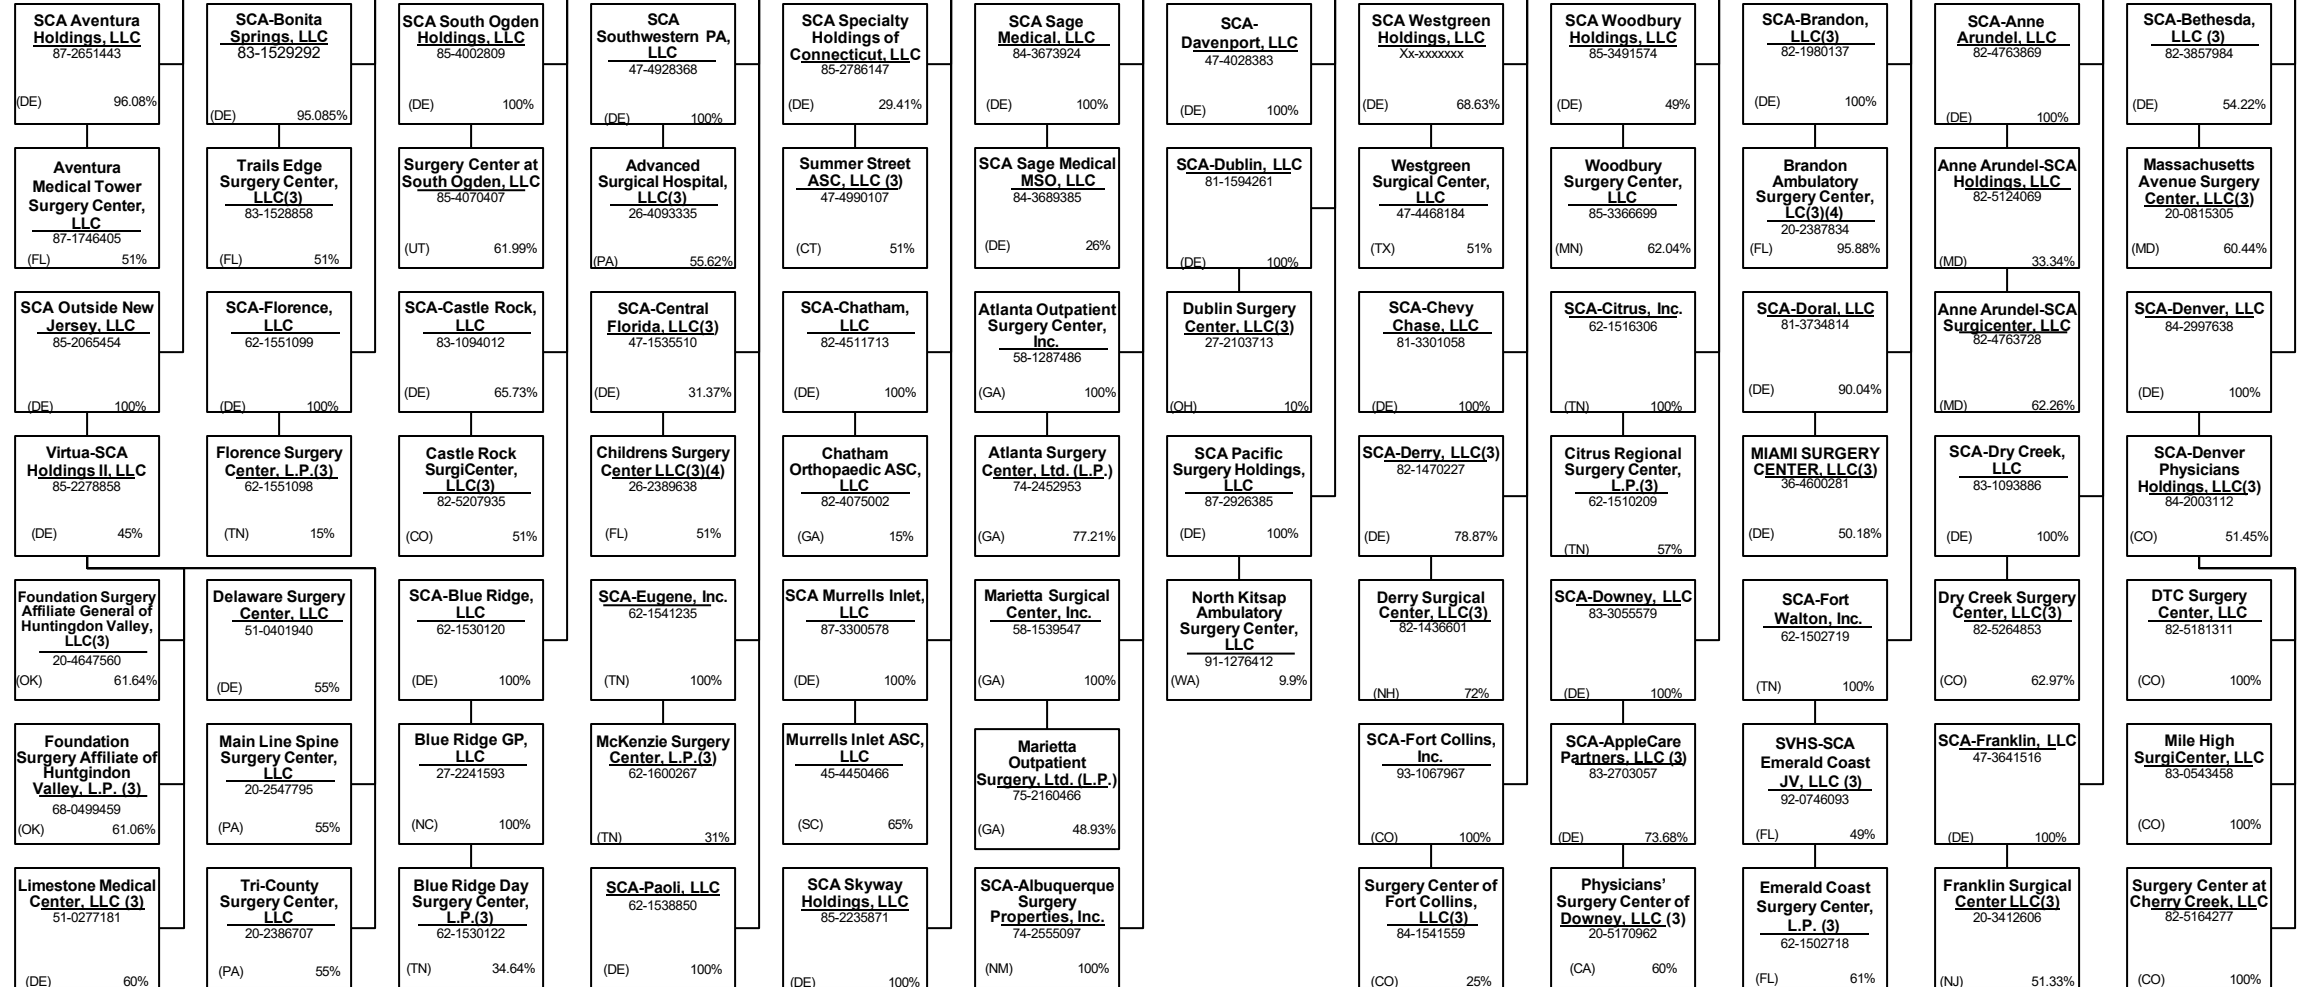 SCA Aventura
Holdings, LLC
87-2651443
(DE) 96.08%
SCA-Bonita
Springs, LLC
83-1529292
(DE) 95.085%
SCA South Ogden
Holdings, LLC
85-4002809
(DE) 100%
SCA
Southwestern PA,
LLC
47-4928368
(DE) 100%
SCA Specialty
Holdings of
Connecticut, LLC
85-2786147
(DE) 29.41%
SCA Sage
Medical, LLC
84-3673924
(DE) 100%
SCA-
Davenport, LLC
47-4028383
(DE) 100%
SCA Westgreen
Holdings, LLC
Xx-xxxxxxx
(DE) 68.63%
SCA Woodbury
Holdings, LLC
85-3491574
(DE) 49%
SCA-Brandon,
LLC(3)
82-1980137
(DE) 100%
SCA-Anne
Arundel, LLC
82-4763869
(DE) 100%
SCA-Bethesda,
LLC (3)
82-3857984
(DE) 54.22%
Aventura
Medical Tower
Surgery Center,
LLC
87-1746405
(FL) 51%
Trails Edge
Surgery Center,
LLC(3)
83-1528858
(FL) 51%
Surgery Center at
South Ogden, LLC
85-4070407
(UT) 61.99%
Advanced
Surgical Hospital,
LLC(3)
26-4093335
(PA) 55.62%
Summer Street
ASC, LLC (3)
47-4990107
(CT) 51%
SCA Sage Medical
MSO, LLC
84-3689385
(DE) 26%
SCA-Dublin, LLC
81-1594261
(DE) 100%
Westgreen
Surgical Center,
LLC
47-4468184
(TX) 51%
Woodbury
Surgery Center,
LLC
85-3366699
(MN) 62.04%
Brandon
Ambulatory
Surgery Center,
LC(3)(4)
20-2387834
(FL) 95.88%
Anne Arundel-SCA
Holdings, LLC
82-5124069
(MD) 33.34%
Massachusetts
Avenue Surgery
Center, LLC(3)
20-0815305
(MD) 60.44%
SCA Outside New
Jersey, LLC
85-2065454
(DE) 100%
SCA-Florence,
LLC
62-1551099
(DE) 100%
SCA-Castle Rock,
LLC
83-1094012
(DE) 65.73%
SCA-Central
Florida, LLC(3)
47-1535510
(DE) 31.37%
SCA-Chatham,
LLC
82-4511713
(DE) 100%
Atlanta Outpatient
Surgery Center,
Inc.
58-1287486
(GA) 100%
Dublin Surgery
Center, LLC(3)
27-2103713
(OH) 10%
SCA-Chevy
Chase, LLC
81-3301058
(DE) 100%
SCA-Citrus, Inc.
62-1516306
(TN) 100%
SCA-Doral, LLC
81-3734814
(DE) 90.04%
Anne Arundel-SCA
Surgicenter, LLC
82-4763728
(MD) 62.26%
SCA-Denver, LLC
84-2997638
(DE) 100%
Virtua-SCA
Holdings II, LLC
85-2278858
(DE) 45%
Florence Surgery
Center, L.P.(3)
62-1551098
(TN) 15%
Castle Rock
SurgiCenter,
LLC(3)
82-5207935
(CO) 51%
Childrens Surgery
Center LLC(3)(4)
26-2389638
(FL) 51%
Chatham
Orthopaedic ASC,
LLC
82-4075002
(GA) 15%
Atlanta Surgery
Center, Ltd. (L.P.)
74-2452953
(GA) 77.21%
SCA Pacific
Surgery Holdings,
LLC
87-2926385
(DE) 100%
SCA-Derry, LLC(3)
82-1470227
(DE) 78.87%
Citrus Regional
Surgery Center,
L.P.(3)
62-1510209
(TN) 57%
MIAMI SURGERY
CENTER, LLC(3)
36-4600281
(DE) 50.18%
SCA-Dry Creek,
LLC
83-1093886
(DE) 100%
SCA-Denver
Physicians
Holdings, LLC(3)
84-2003112
(CO) 51.45%
Foundation Surgery
Affiliate General of
Huntingdon Valley,
LLC(3)
20-4647560
(OK) 61.64%
Delaware Surgery
Center, LLC
51-0401940
(DE) 55%
SCA-Blue Ridge,
LLC
62-1530120
(DE) 100%
SCA-Eugene, Inc.
62-1541235
(TN) 100%
SCA Murrells Inlet,
LLC
87-3300578
(DE) 100%
Marietta Surgical
Center, Inc.
58-1539547
(GA) 100%
North Kitsap
Ambulatory
Surgery Center,
LLC
91-1276412
(WA) 9.9%
Derry Surgical
Center, LLC(3)
82-1436601
(NH) 72%
SCA-Downey, LLC
83-3055579
(DE) 100%
SCA-Fort
Walton, Inc.
62-1502719
(TN) 100%
Dry Creek Surgery
Center, LLC(3)
82-5264853
(CO) 62.97%
DTC Surgery
Center, LLC
82-5181311
(CO) 100%
Foundation
Surgery Affiliate of
Huntgindon
Valley, L.P. (3)
68-0499459
(OK) 61.06%
Main Line Spine
Surgery Center,
LLC
20-2547795
(PA) 55%
Blue Ridge GP,
LLC
27-2241593
(NC) 100%
McKenzie Surgery
Center, L.P.(3)
62-1600267
(TN) 31%
Murrells Inlet ASC,
LLC
45-4450466
(SC) 65%
Marietta
Outpatient
Surgery, Ltd. (L.P.)
75-2160466
(GA) 48.93%
SCA-Fort Collins,
Inc.
93-1067967
(CO) 100%
SCA-AppleCare
Partners, LLC (3)
83-2703057
(DE) 73.68%
SVHS-SCA
Emerald Coast
JV, LLC (3)
92-0746093
(FL) 49%
SCA-Franklin, LLC
47-3641516
(DE) 100%
Mile High
SurgiCenter, LLC
83-0543458
(CO) 100%
Limestone Medical
Center, LLC (3)
51-0277181
(DE) 60%
Tri-County
Surgery Center,
LLC
20-2386707
(PA) 55%
Blue Ridge Day
Surgery Center,
L.P.(3)
62-1530122
(TN) 34.64%
SCA-Paoli, LLC
62-1538850
(DE) 100%
SCA Skyway
Holdings, LLC
85-2235871
(DE) 100%
SCA-Albuquerque
Surgery
Properties, Inc.
74-2555097
(NM) 100%
Surgery Center of
Fort Collins,
LLC(3)
84-1541559
(CO) 25%
Physicians’
Surgery Center of
Downey, LLC (3)
20-5170962
(CA) 60%
Emerald Coast
Surgery Center,
L.P. (3)
62-1502718
(FL) 61%
Franklin Surgical
Center LLC(3)
20-3412606
(NJ) 51.33%
Surgery Center at
Cherry Creek, LLC
82-5164277
(CO) 100%